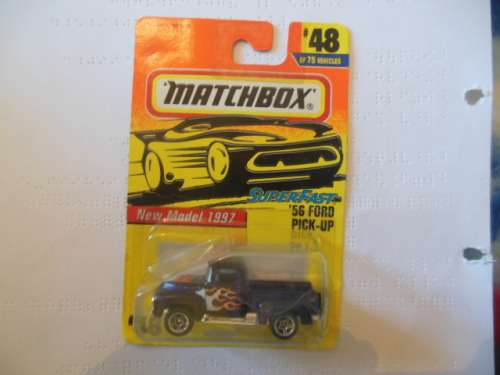 #48
OF 75 VEHICLES
MATCHBOX®
SUPERFAST
New Model 1997
'56 FORD
PICK-UP